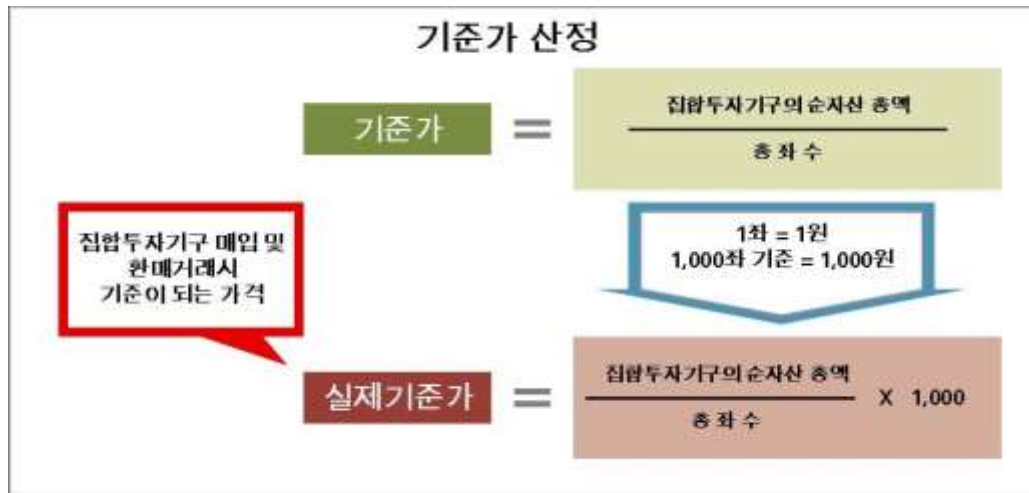 기준가 산정
기준가 =
집합투자기구의 순자산 총액
총 좌 수
집합투자기구 매입 및
환매거래시
기준이 되는 가격
1좌 = 1원
1,000좌 기준 = 1,000원
실제기준가 =
집합투자기구의 순자산 총액
총 좌 수
X 1,000